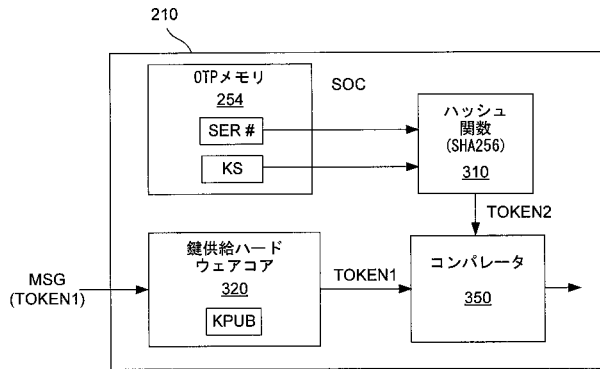 210
OTPメモリ
254
SER #
KS
SOC
ハッシュ
関数
(SHA256)
310
TOKEN2
鍵供給ハード
ウェアコア
320
KPUB
MSG
(TOKEN1)
TOKEN1
コンパレータ
350